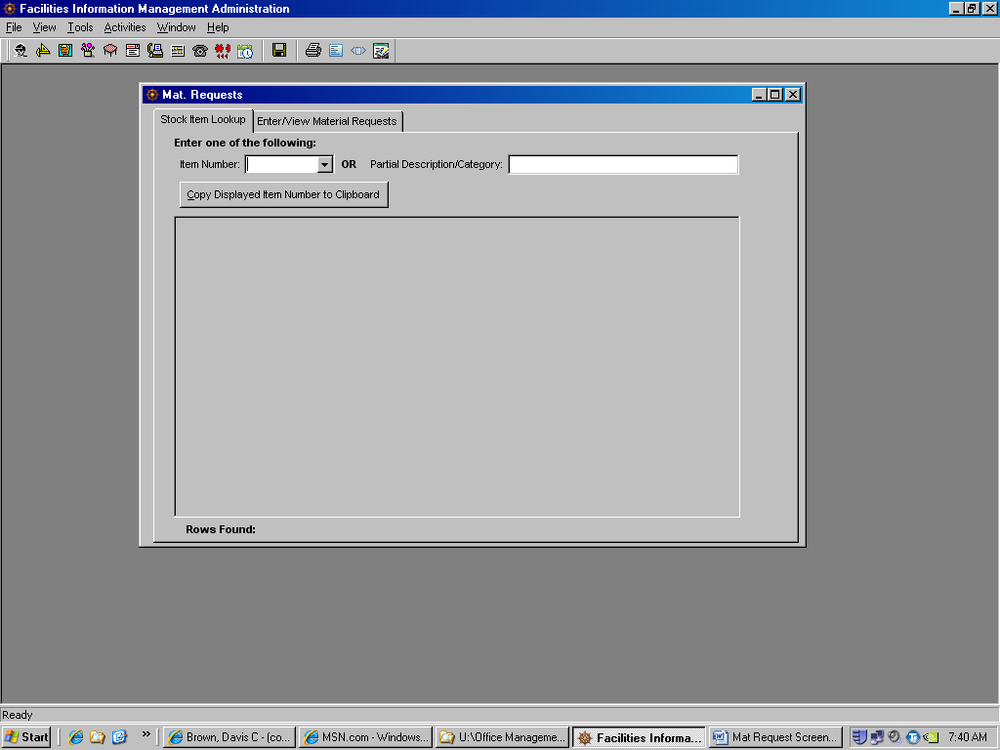 Facilities Information Management Administration
File View Tools Activities Window Help
Mat. Requests
Stock Item Lookup Enter/View Material Requests
Enter one of the following:
Item Number: OR Partial Description/Category:
Copy Displayed Item Number to Clipboard
Rows Found:
Ready
Start » Brown, Davis C - (co... MSN.com - Windows... U:\Office Manageme... Facilities Informa... Mat Request Screen... 7:40 AM